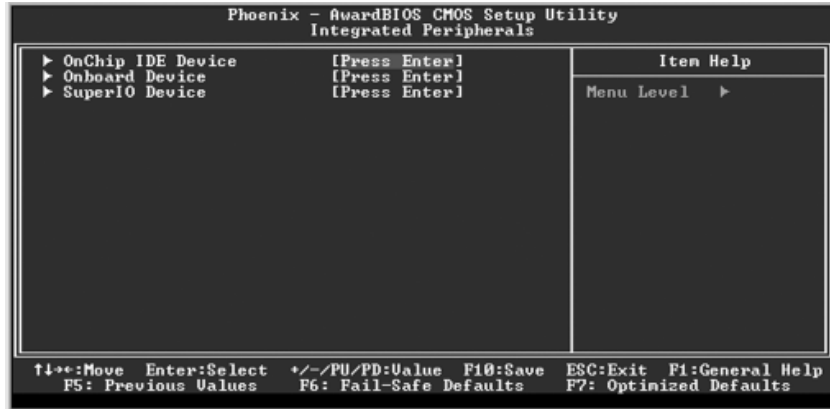 Phoenix - AwardBIOS CMOS Setup Utility
Integrated Peripherals
► OnChip IDE Device [Press Enter]
► Onboard Device [Press Enter]
► SuperIO Device [Press Enter]
Item Help
Menu Level ►
↑↓→←:Move Enter:Select +/-/PU/PD:Value F10:Save ESC:Exit F1:General Help
F5: Previous Values F6: Fail-Safe Defaults F7: Optimized Defaults